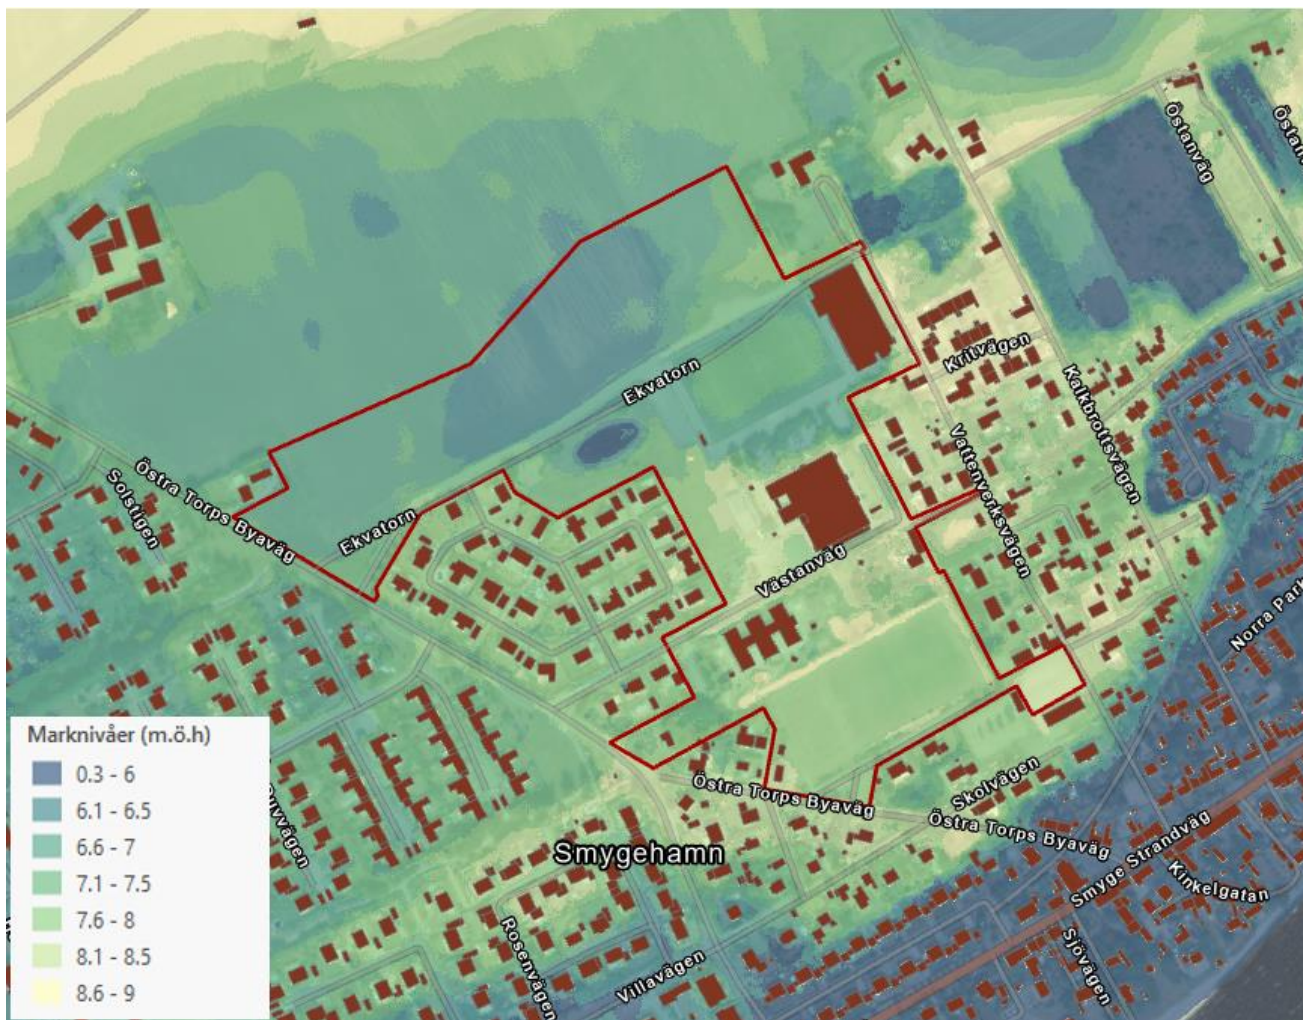 Östanväg
Ekvatorn
Kritvägen
Kalkbrottsvägen
Vattenverksvägen
Solstigen
Östra Torps Byaväg
Ekvatorn
Västanväg
Norra Park
Skolvägen
Östra Torps Byaväg
Östra Torps Byaväg
Smygehamn
Smyge Strandväg
Kinkelgatan
Rosenvägen
Villavägen
Sjövägen
Marknivåer (m.ö.h)
0.3 - 6
6.1 - 6.5
6.6 - 7
7.1 - 7.5
7.6 - 8
8.1 - 8.5
8.6 - 9